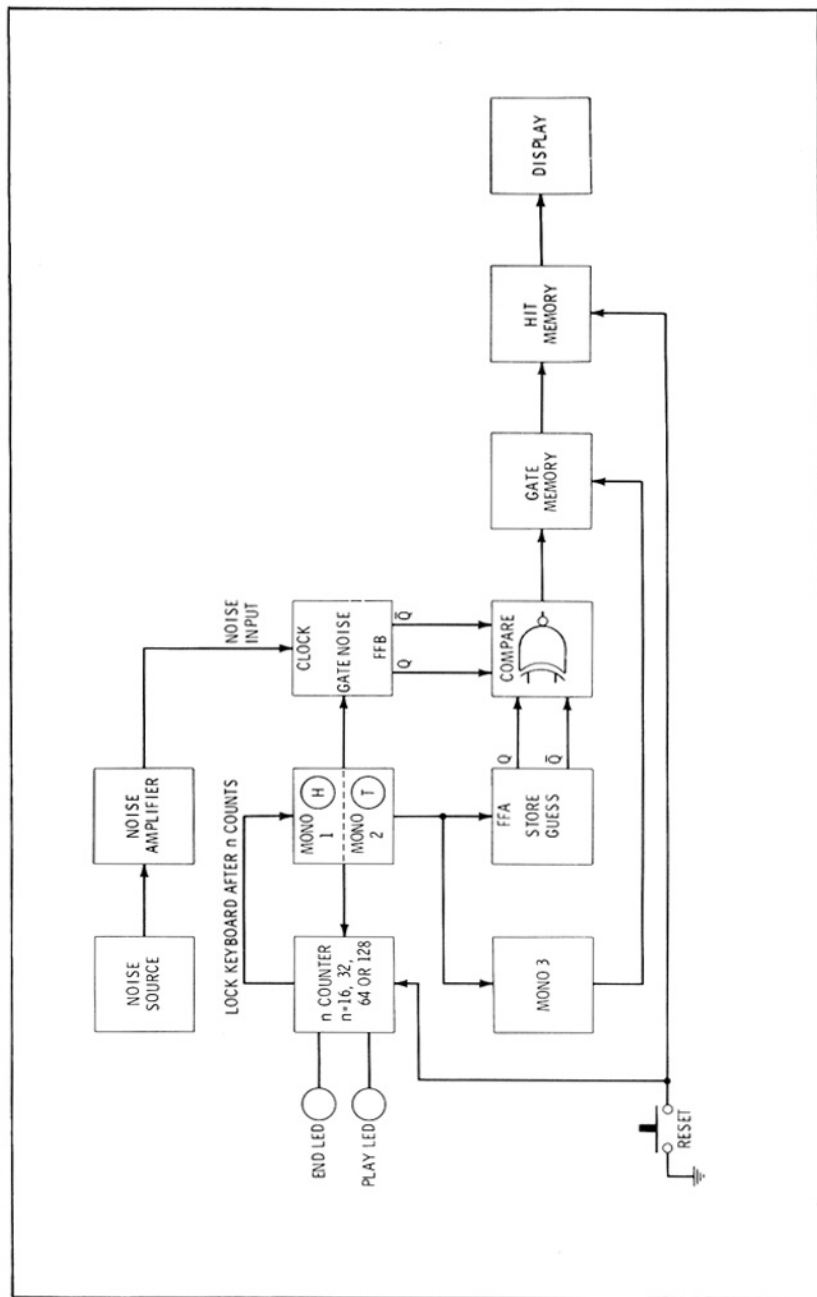 NOISE
SOURCE
NOISE
AMPLIFIER
NOISE
INPUT
LOCK KEYBOARD AFTER n COUNTS
END LED
PLAY LED
n COUNTER
n=16, 32,
64 OR 128
MONO
1
H
MONO
2
T
CLOCK
GATE NOISE
FFB
Q
Q̅
MONO 3
FFA
STORE
GUESS
Q
Q̅
COMPARE
GATE
MEMORY
HIT
MEMORY
DISPLAY
RESET